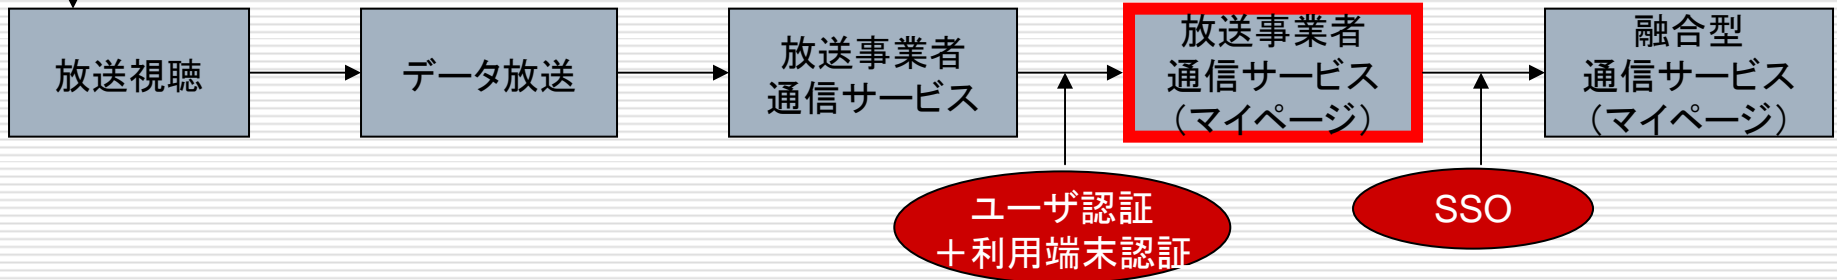 放送視聴
データ放送
放送事業者
通信サービス
放送事業者
通信サービス
（マイページ）
融合型
通信サービス
（マイページ）
ユーザ認証
＋利用端末認証
SSO